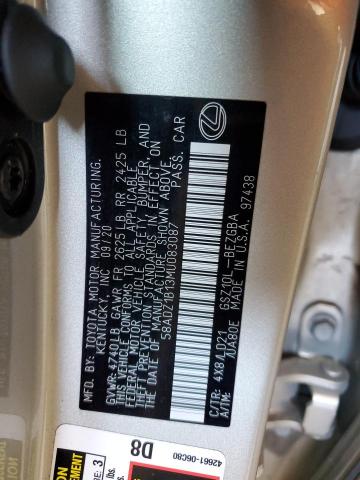 MFD. BY: TOYOTA MOTOR MANUFACTURING,
KENTUCKY, INC. 09/20
GVWR 4740 LB GAWR FR 2625 LB RR 2425 LB
THIS VEHICLE CONFORMS TO ALL APPLICABLE
FEDERAL MOTOR VEHICLE SAFETY, BUMPER, AND
THEFT PREVENTION STANDARDS IN EFFECT ON
THE DATE OF MANUFACTURE SHOWN ABOVE.
58ADZ1B13MU083087 PASS. CAR
C/TR: 4X8/LD21 GSZ10L-BEZGBA
A/TM: /UA80E MADE IN U.S.A. 97438
42661-06C80
D8